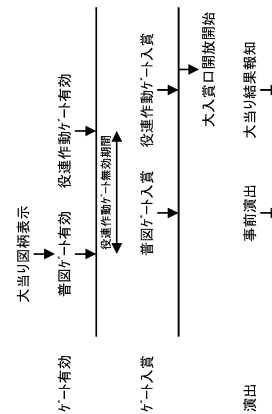 大当り図柄表示
ゲート有効
普図ゲート有効
役連作動ゲート有効
役連作動ゲート無効期間
ゲート入賞
普図ゲート入賞
役連作動ゲート入賞
大入賞口開放開始
演出
事前演出
大当り結果報知